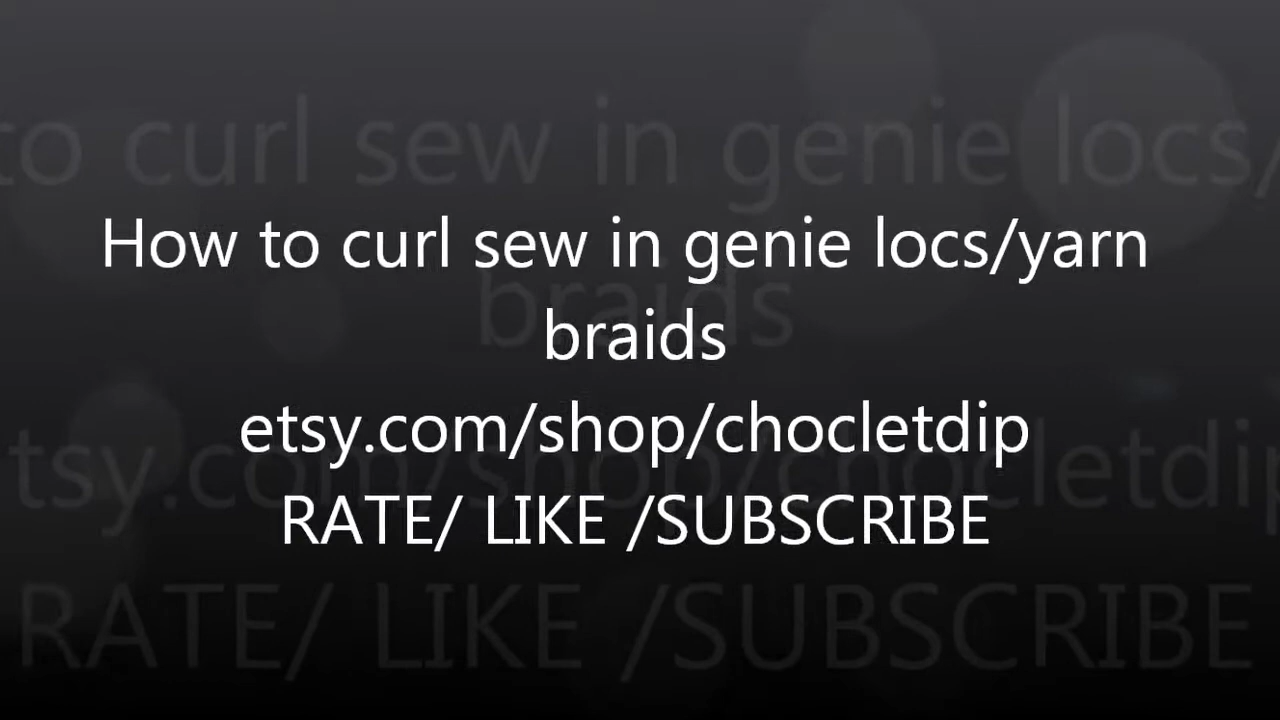 How to curl sew in genie locs/yarn
braids
etsy.com/shop/chocletdip
RATE/ LIKE /SUBSCRIBE